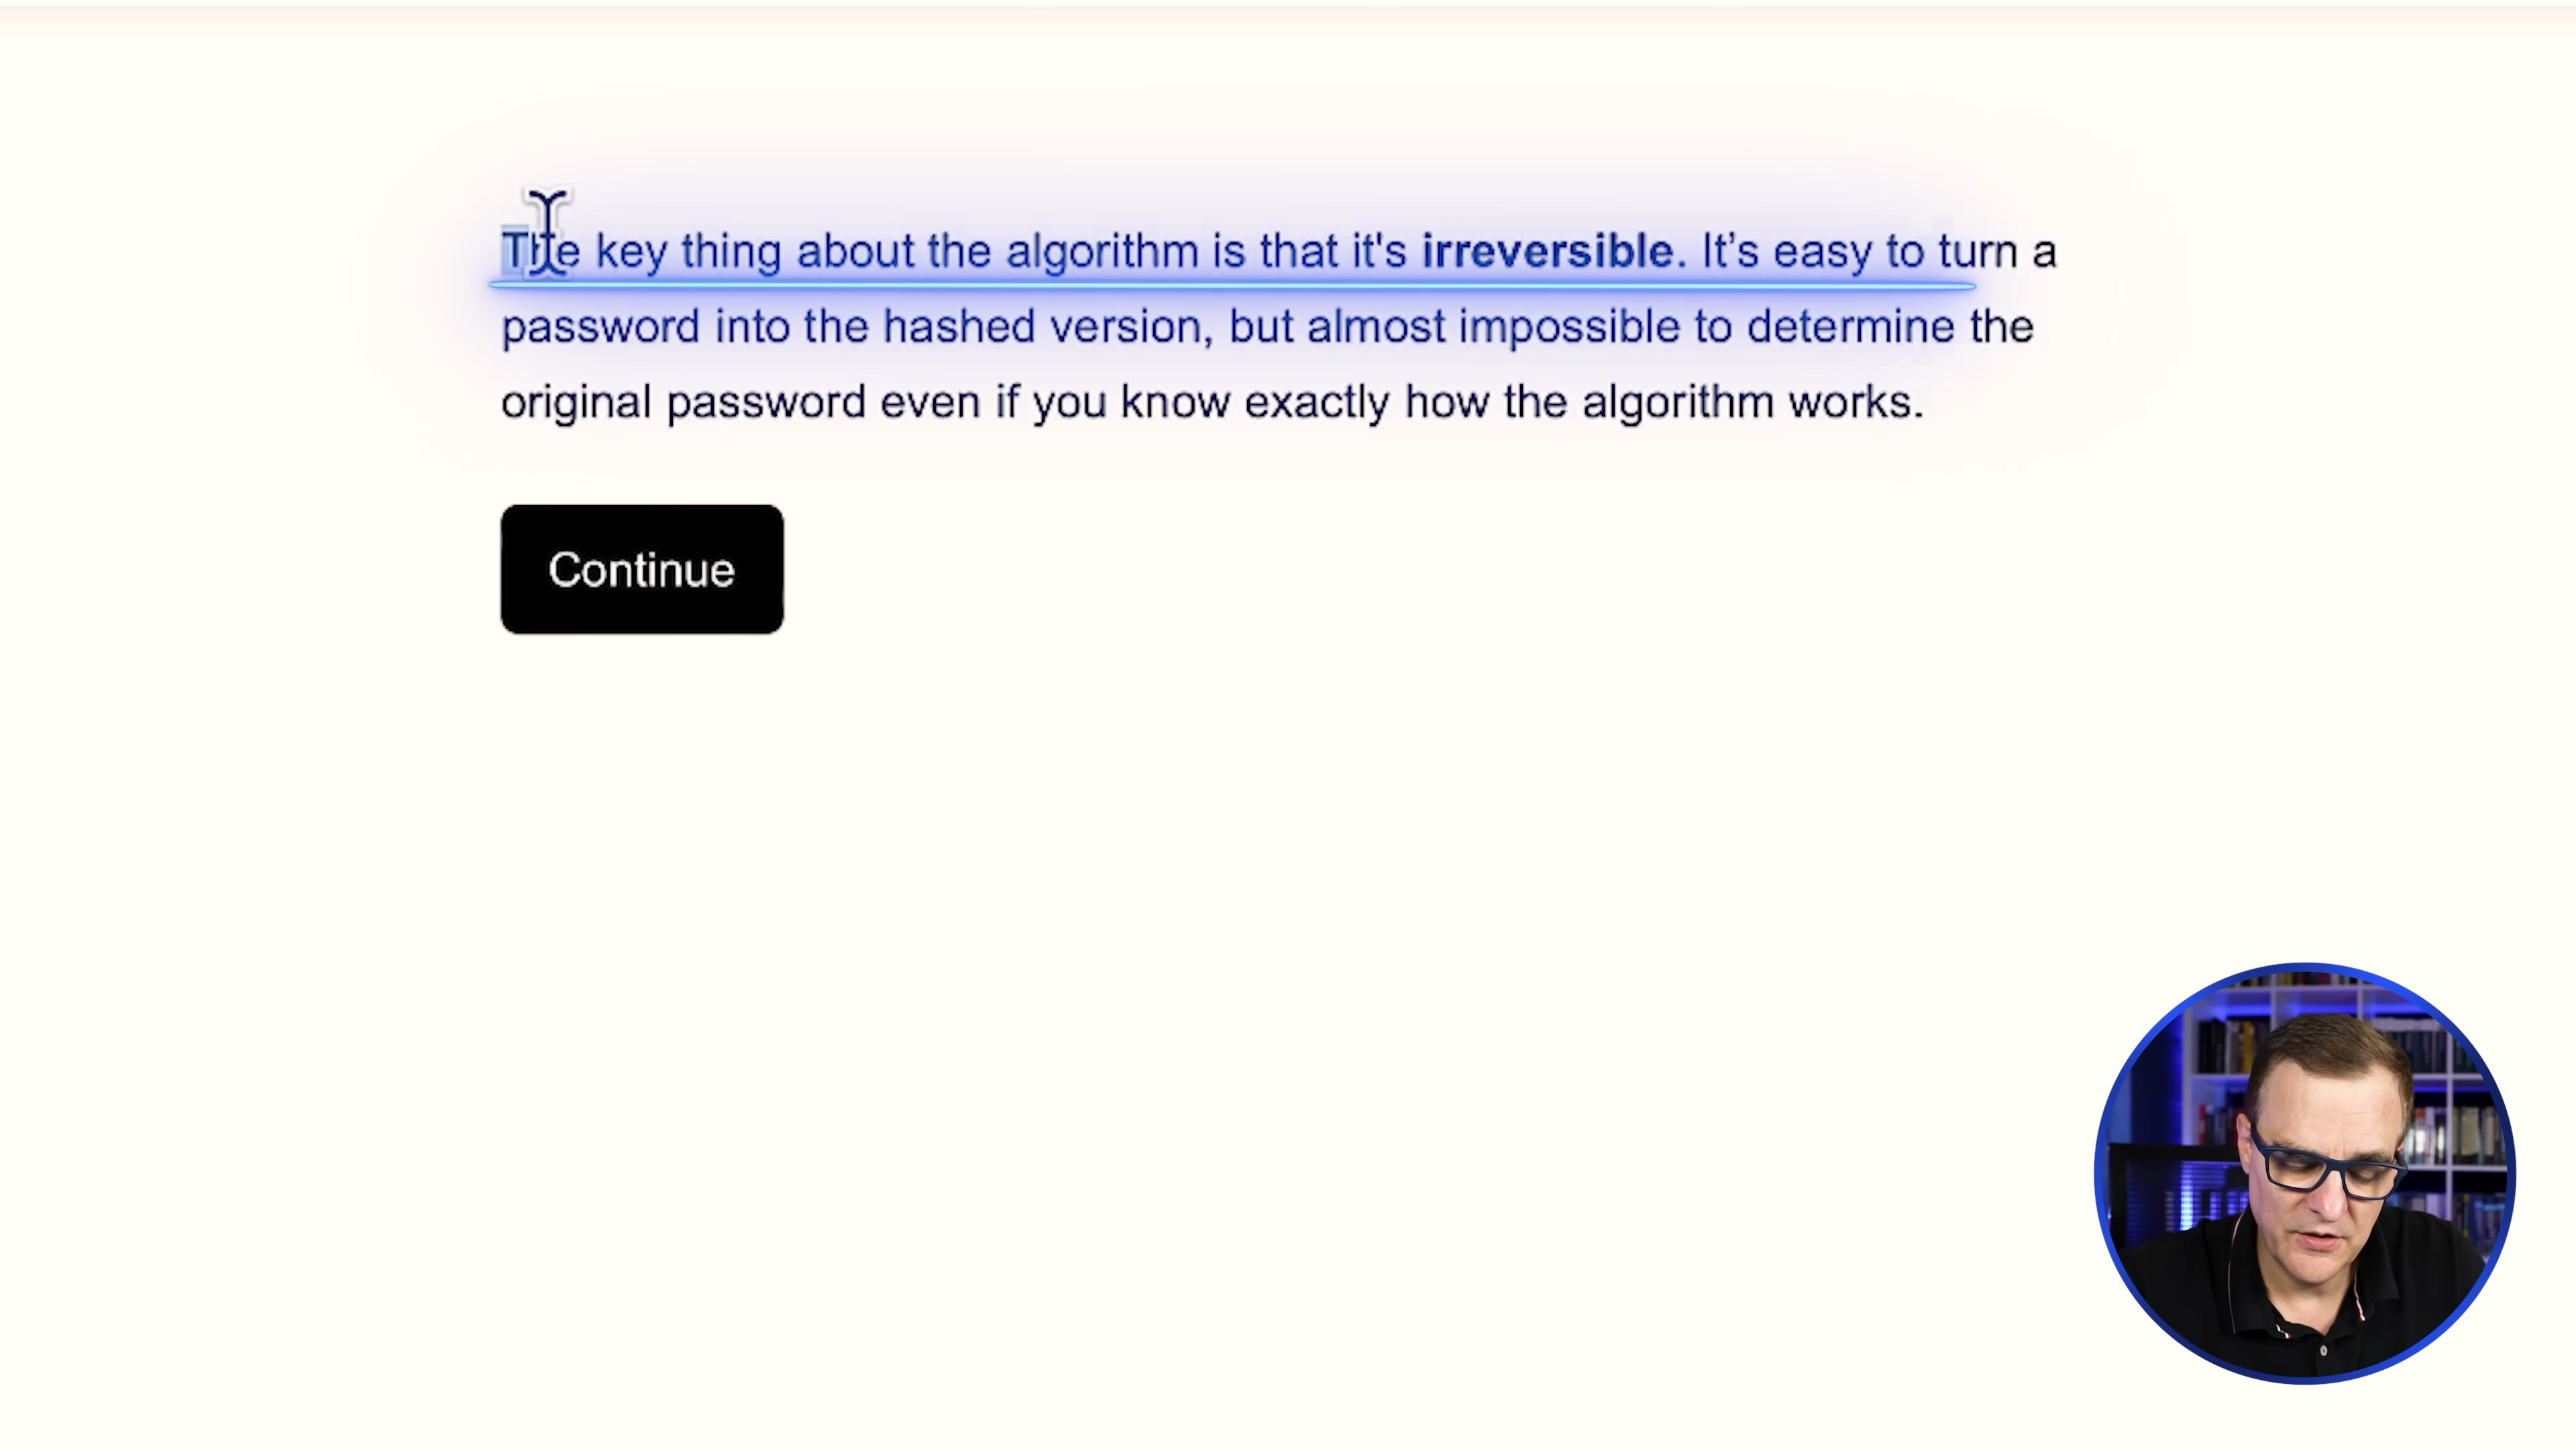 The key thing about the algorithm is that it's irreversible. It’s easy to turn a
password into the hashed version, but almost impossible to determine the
original password even if you know exactly how the algorithm works.
Continue